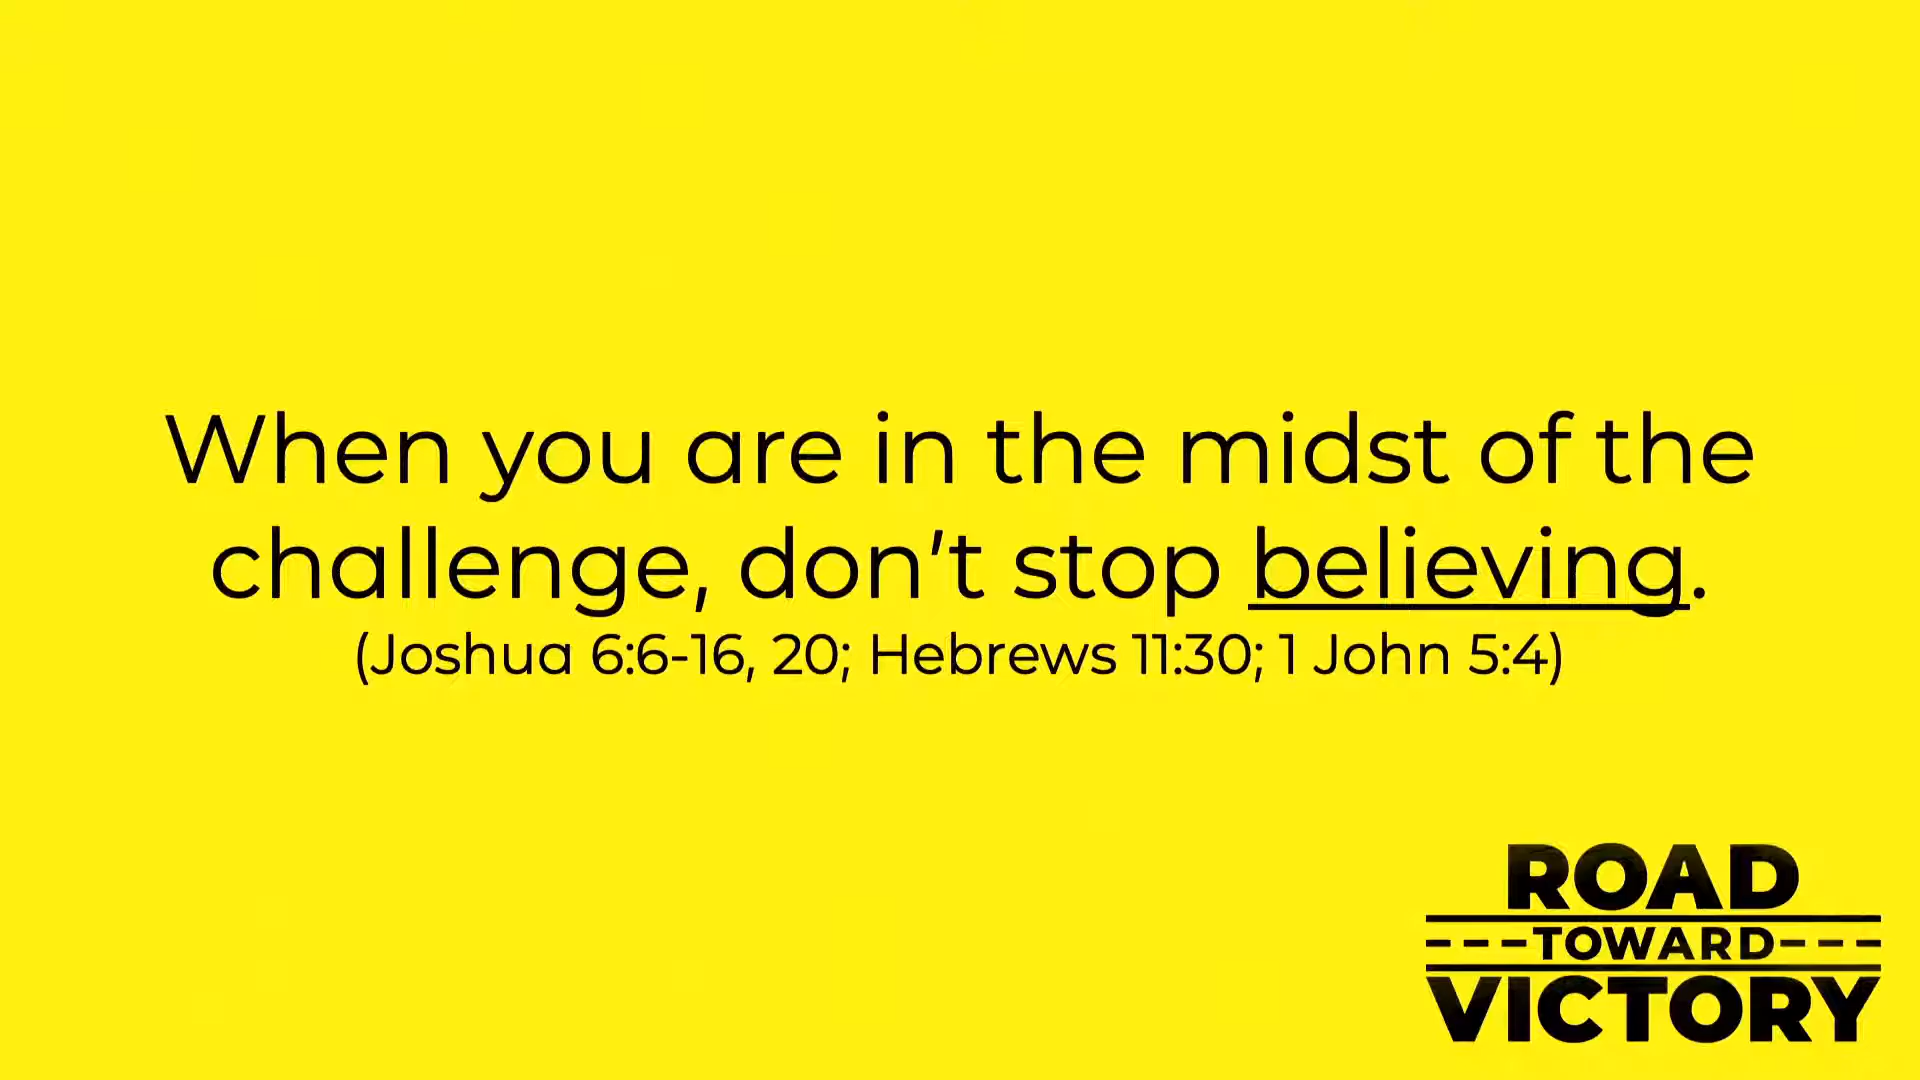 When you are in the midst of the
challenge, don't stop believing.
(Joshua 6:6-16, 20; Hebrews 11:30; 1 John 5:4)
ROAD
TOWARD
VICTORY